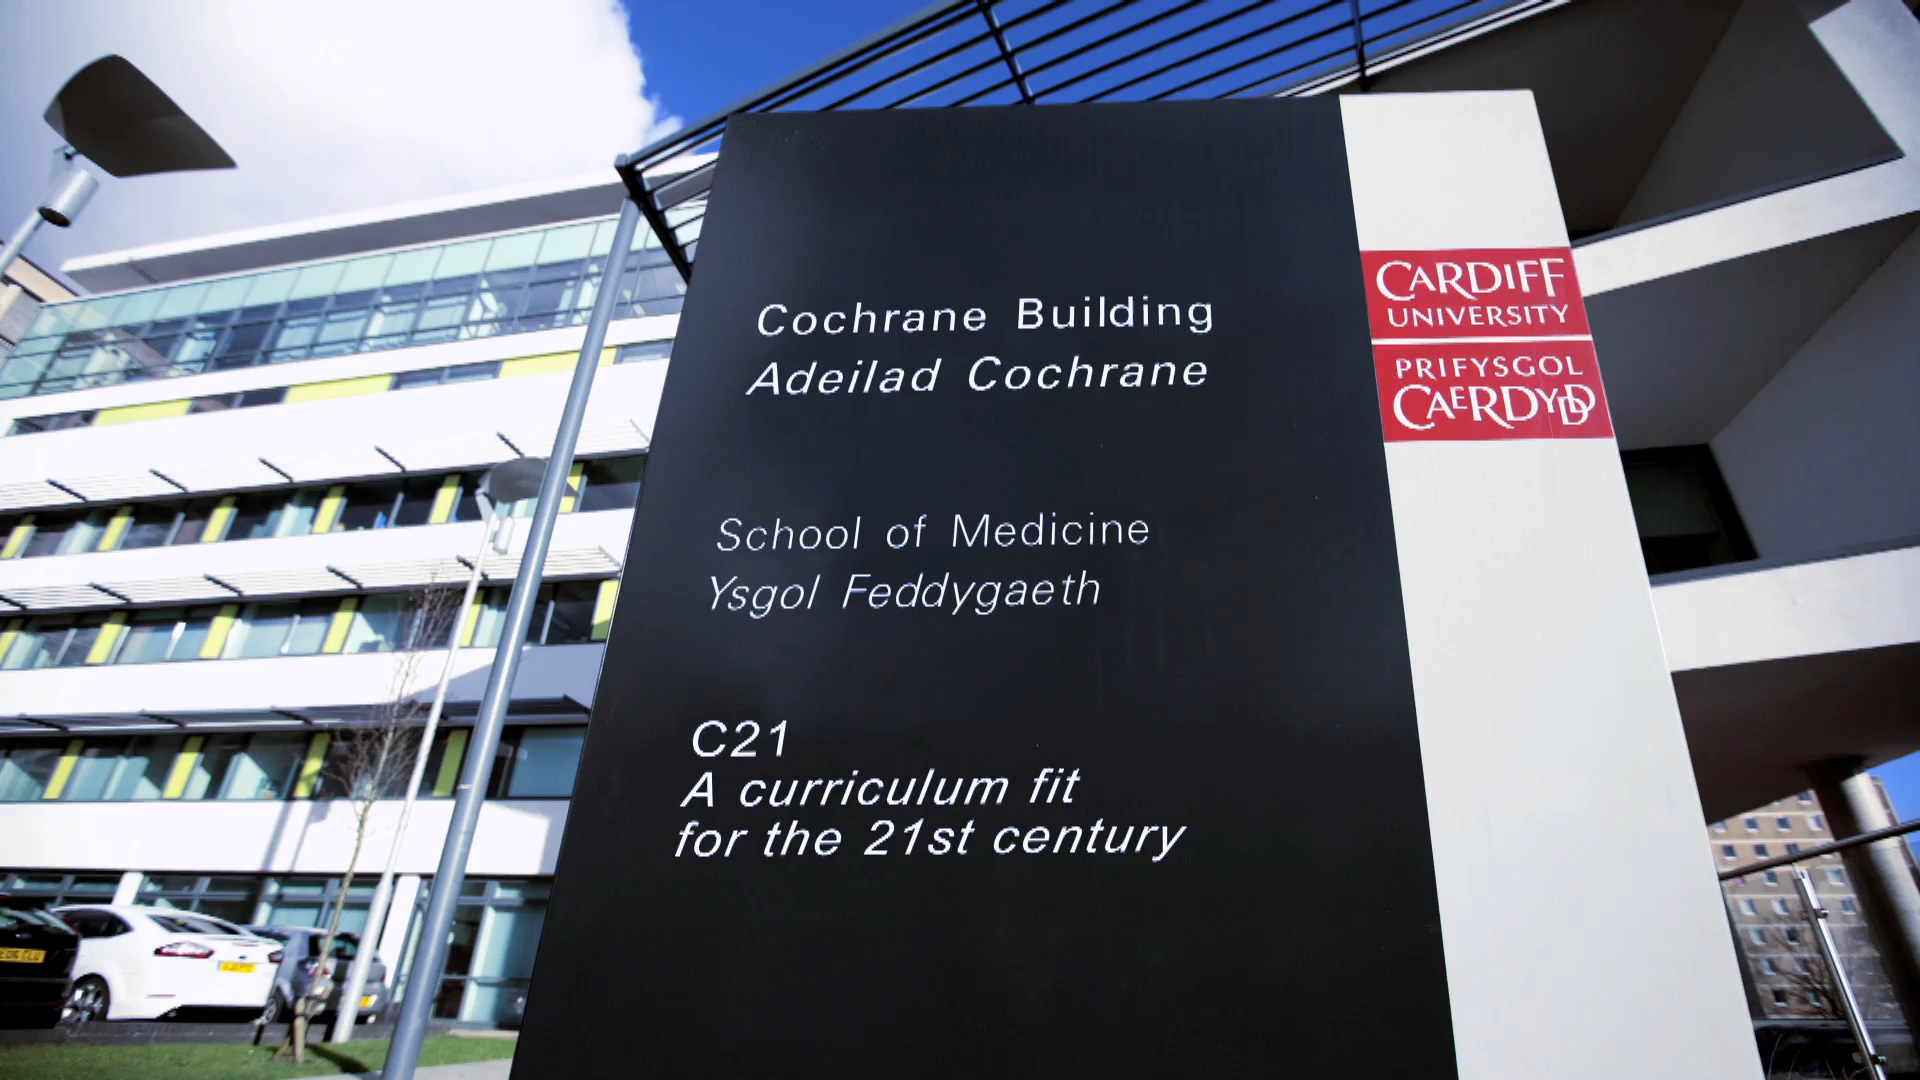 Cochrane Building
Adeilad Cochrane
School of Medicine
Ysgol Feddygaeth
C21
A curriculum fit
for the 21st century
CARDIFF
UNIVERSITY
PRIFYSGOL
CAERDYDD